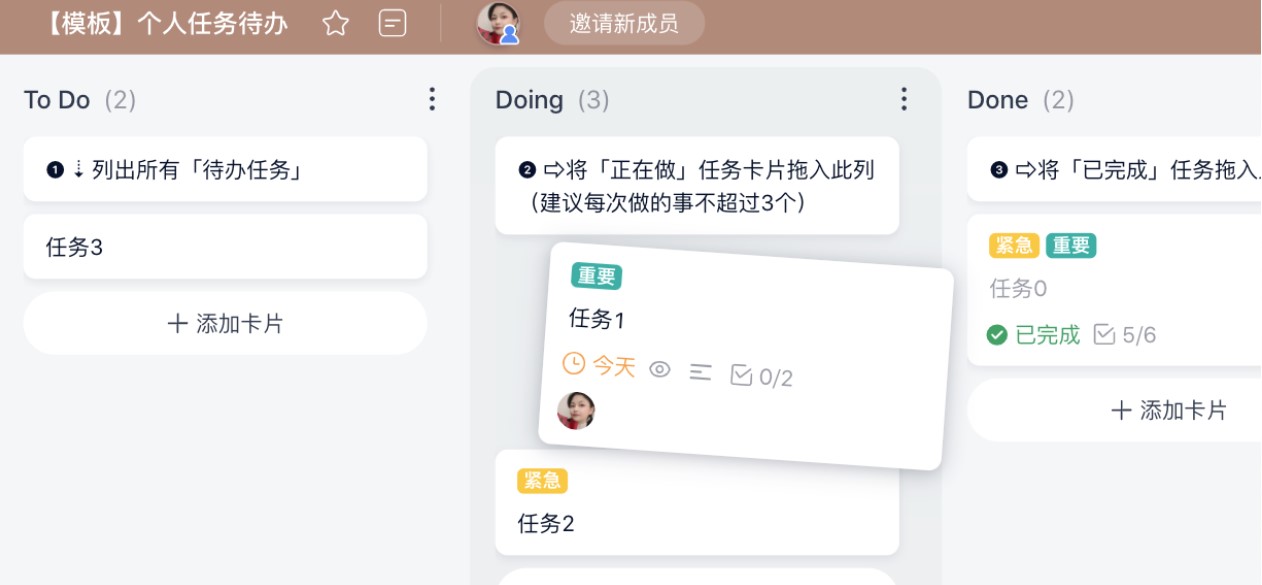 【模板】个人任务待办
邀请新成员
To Do (2)
❶⇣列出所有「待办任务」
任务3
+ 添加卡片
Doing (3)
❷ ⇨将「正在做」任务卡片拖入此列
（建议每次做的事不超过3个）
重要
任务1
今天 0/2
紧急
任务2
Done (2)
❸ ⇨将「已完成」任务拖入
紧急 重要
任务0
已完成 5/6
+ 添加卡片